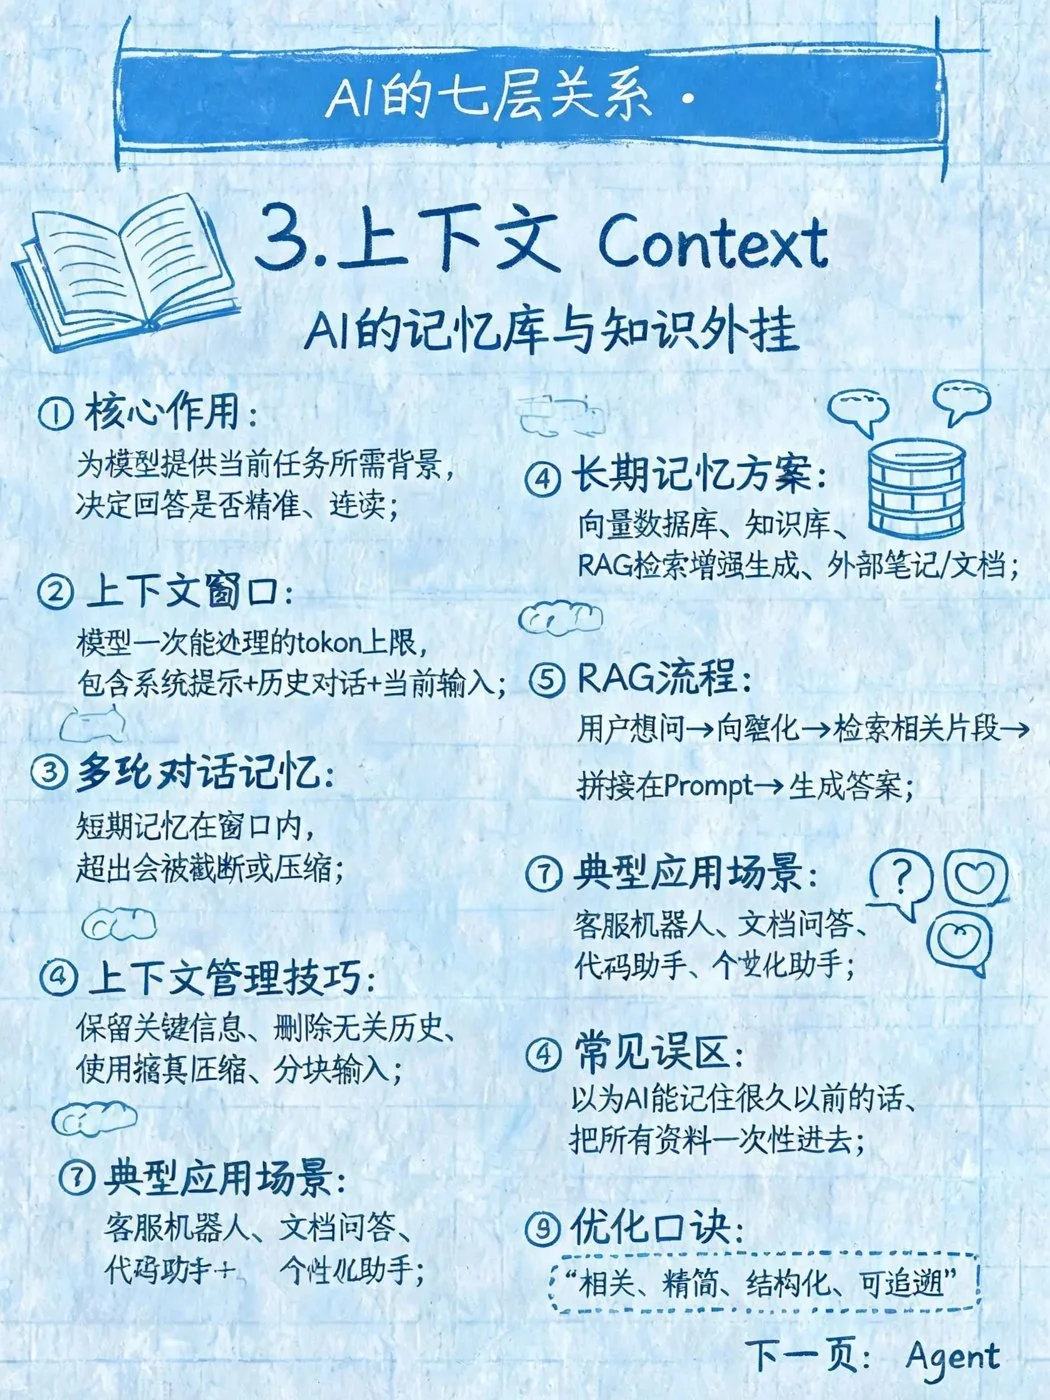 AI的七层关系·
3.上下文 Context
AI的记忆库与知识外挂
① 核心作用：
为模型提供当前任务所需背景，
决定回答是否精准、连读；
② 上下文窗口：
模型一次能处理的tokon上限，
包含系统提示+历史对话+当前输入；
③ 多 对话记忆：
短期记忆在窗口内，
超出会被截断或压缩；
④ 上下文管理技巧：
保留关键信息、删除无关历史、
使用 压缩、分块输入；
⑦ 典型应用场景：
客服机器人、文档问答、
代码助手 个性化助手；
④ 长期记忆方案：
向量数据库、知识库、
RAG检索增强生成、外部笔记/文档；
⑤ RAG流程：
用户想问→向 化→检索相关片段→
拼接在Prompt→生成答案；
⑦ 典型应用场景：
客服机器人、文档问答、
代码助手、个 化助手；
④ 常见误区：
以为AI能记住很久以前的话、
把所有资料一次性进去；
⑨ 优化口诀：
“相关、精简、结构化、可追溯”
下一页： Agent